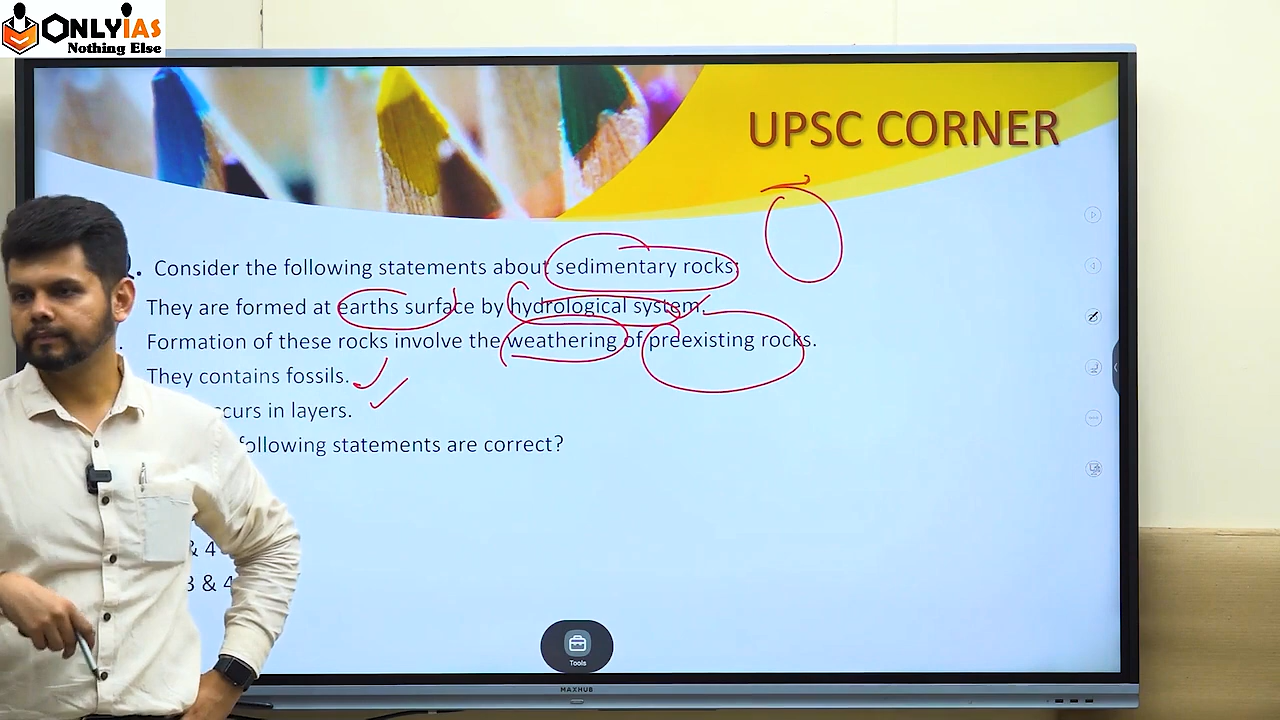 ONLYIAS
Nothing Else
UPSC CORNER
. Consider the following statements about sedimentary rocks:
They are formed at earths surface by hydrological system.
. Formation of these rocks involve the weathering of preexisting rocks.
They contains fossils.
in layers.
following statements are correct?
& 4
3 & 4
Tools
MAXHUB